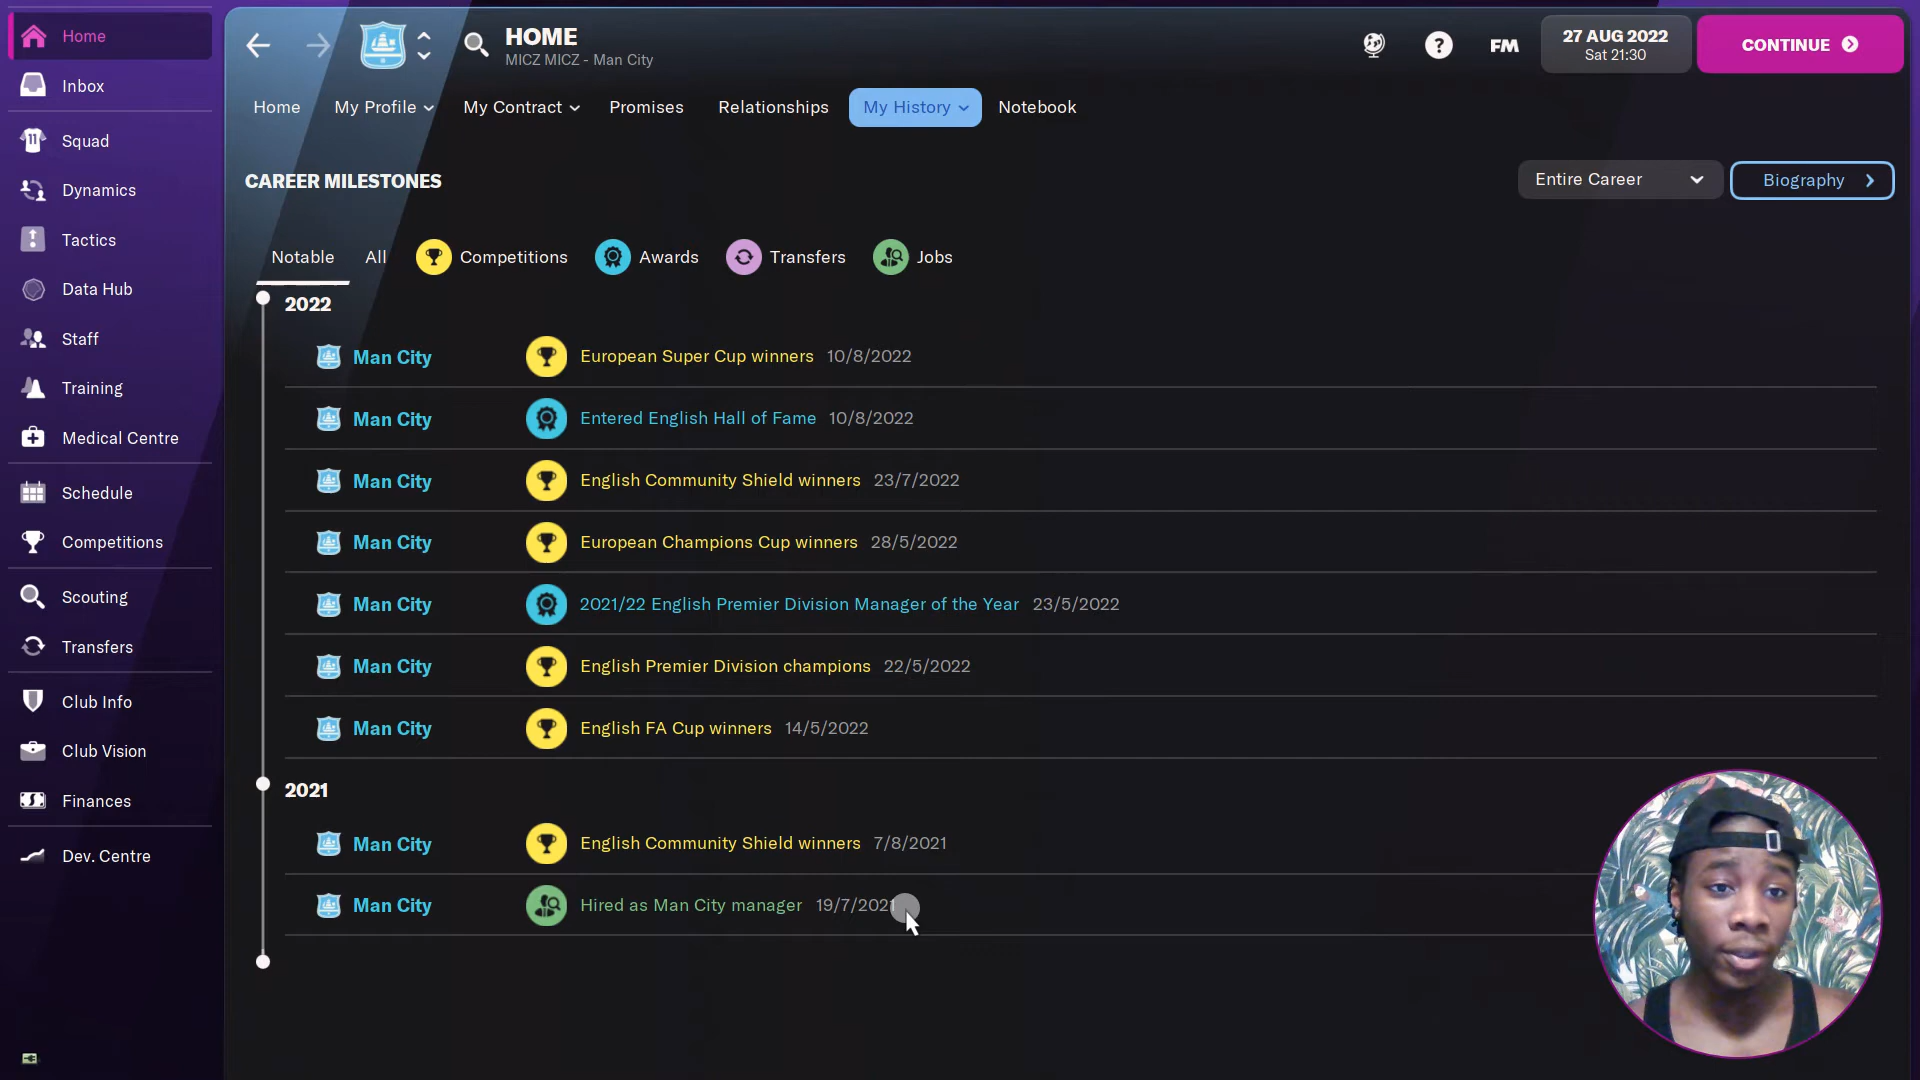 Home
Inbox
Squad
Dynamics
Tactics
Data Hub
Staff
Training
Medical Centre
Schedule
Competitions
Scouting
Transfers
Club Info
Club Vision
Finances
Dev. Centre
HOME
MICZ MICZ - Man City
FM
27 AUG 2022
Sat 21:30
CONTINUE
Home My Profile My Contract Promises Relationships My History Notebook
CAREER MILESTONES
Entire Career
Biography
Notable All Competitions Awards Transfers Jobs
2022
Man City European Super Cup winners 10/8/2022
Man City Entered English Hall of Fame 10/8/2022
Man City English Community Shield winners 23/7/2022
Man City European Champions Cup winners 28/5/2022
Man City 2021/22 English Premier Division Manager of the Year 23/5/2022
Man City English Premier Division champions 22/5/2022
Man City English FA Cup winners 14/5/2022
2021
Man City English Community Shield winners 7/8/2021
Man City Hired as Man City manager 19/7/2021